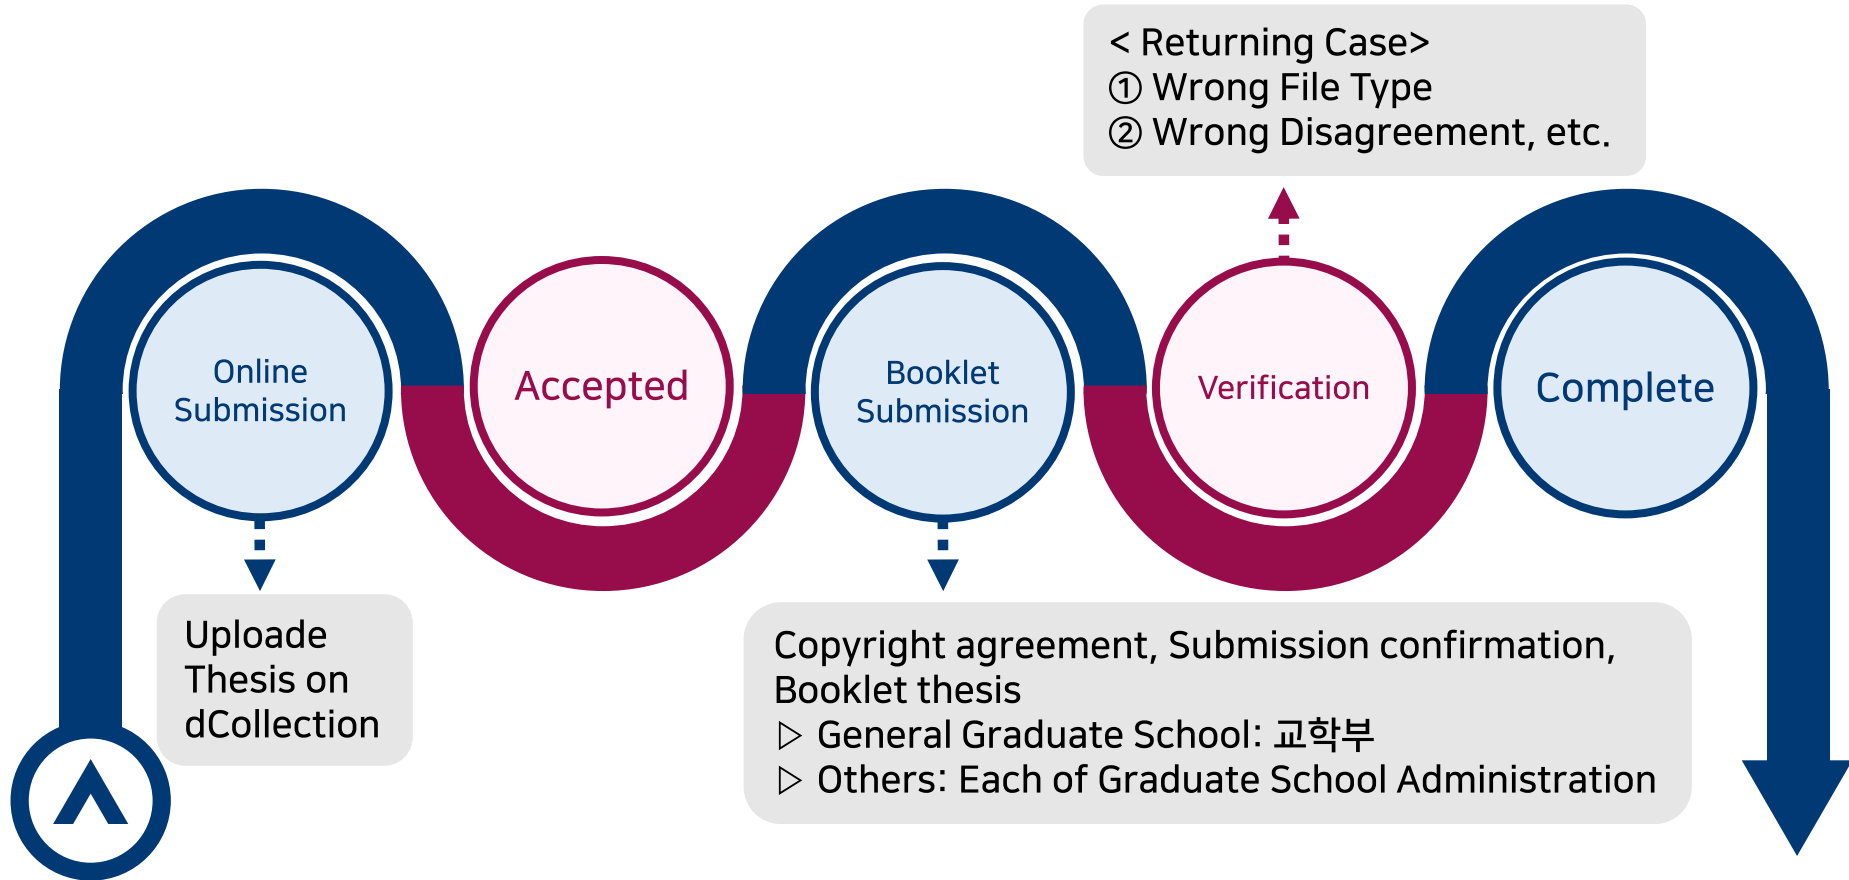 < Returning Case>
① Wrong File Type
② Wrong Disagreement, etc.
Online
Submission
Accepted
Booklet
Submission
Verification
Complete
Uploade
Thesis on
dCollection
Copyright agreement, Submission confirmation,
Booklet thesis
▷ General Graduate School: 교학부
▷ Others: Each of Graduate School Administration